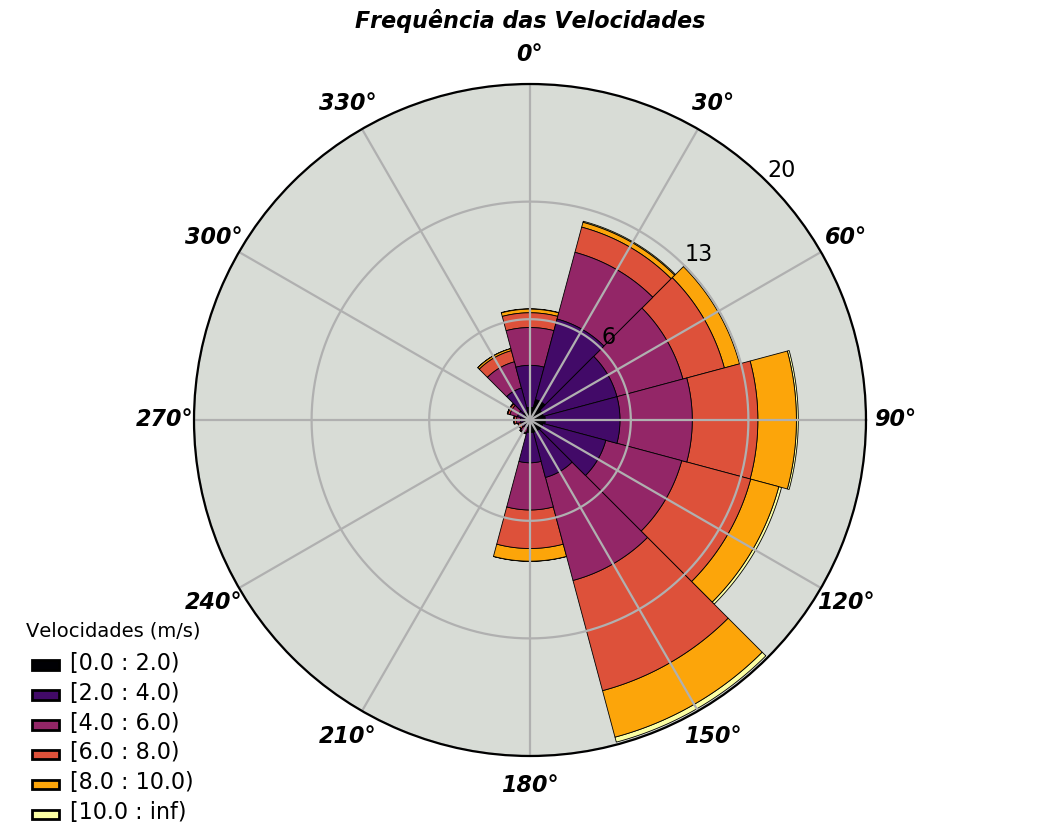 Frequência das Velocidades
0°
330°
30°
20
300°
60°
13
6
270°
90°
240°
120°
210°
150°
180°
Velocidades (m/s)
[0.0 : 2.0)
[2.0 : 4.0)
[4.0 : 6.0)
[6.0 : 8.0)
[8.0 : 10.0)
[10.0 : inf)